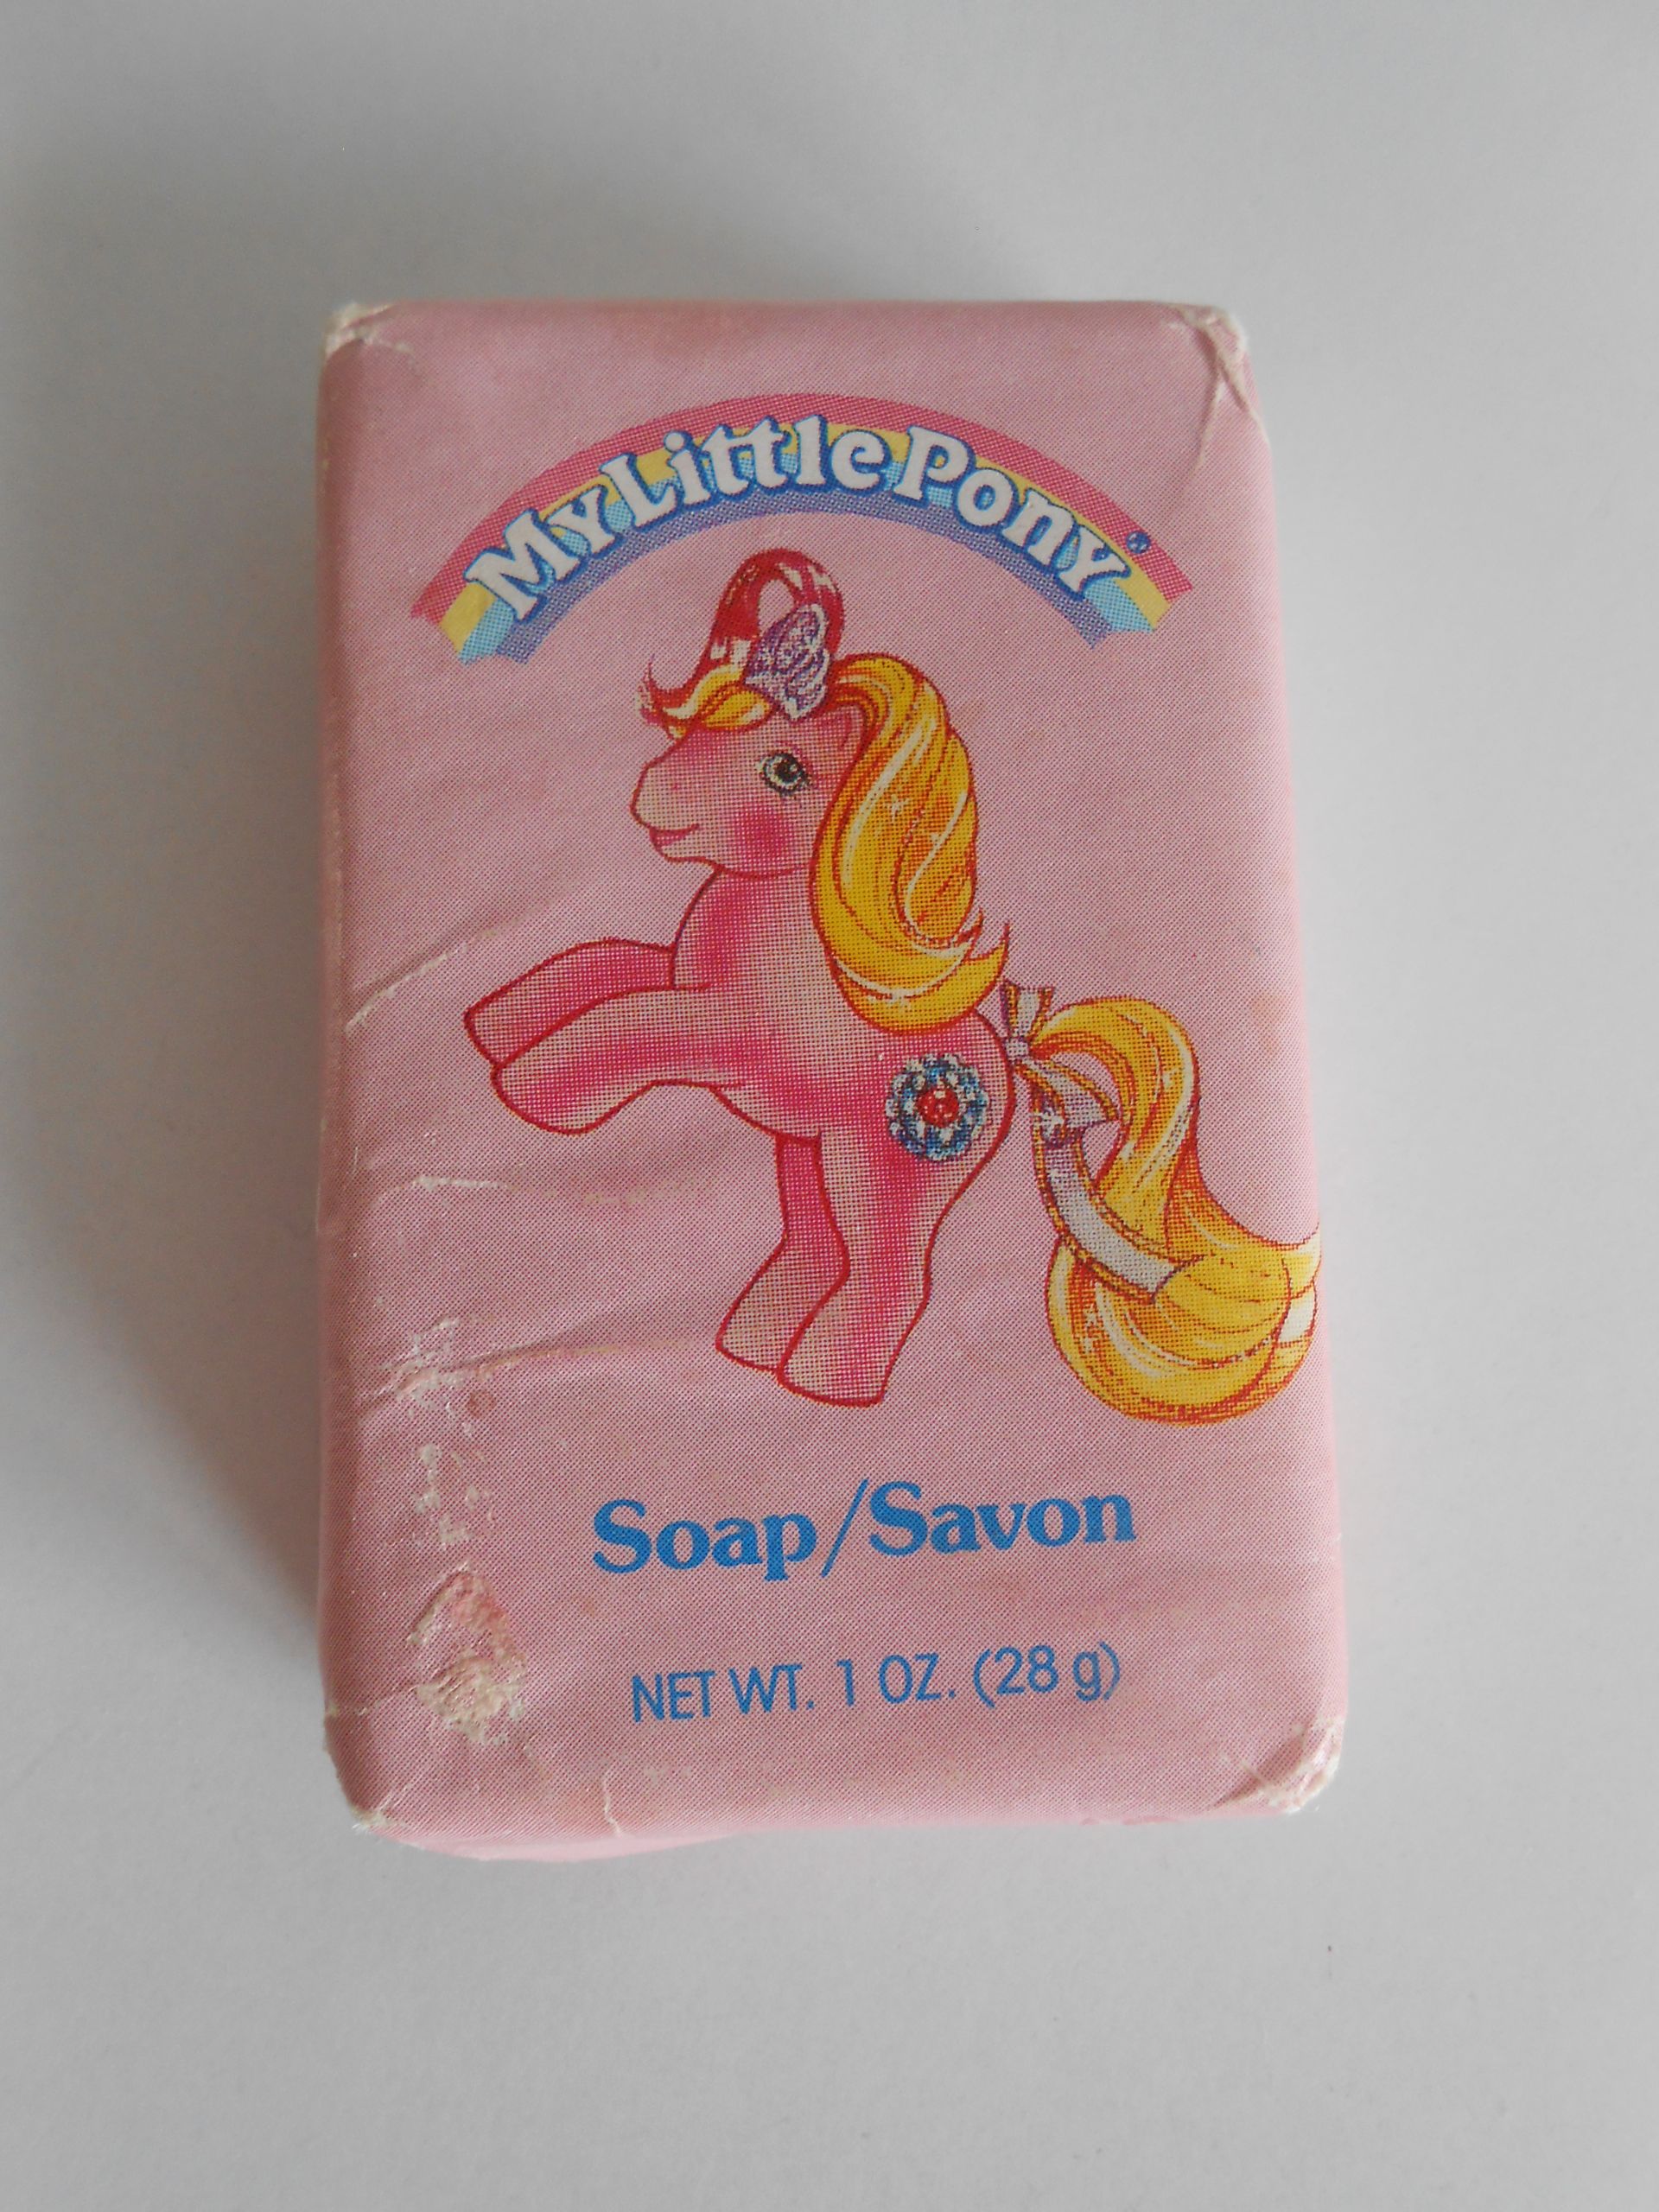 My Little Pony
Soap/Savon
NET WT. 1 OZ. (28 g)